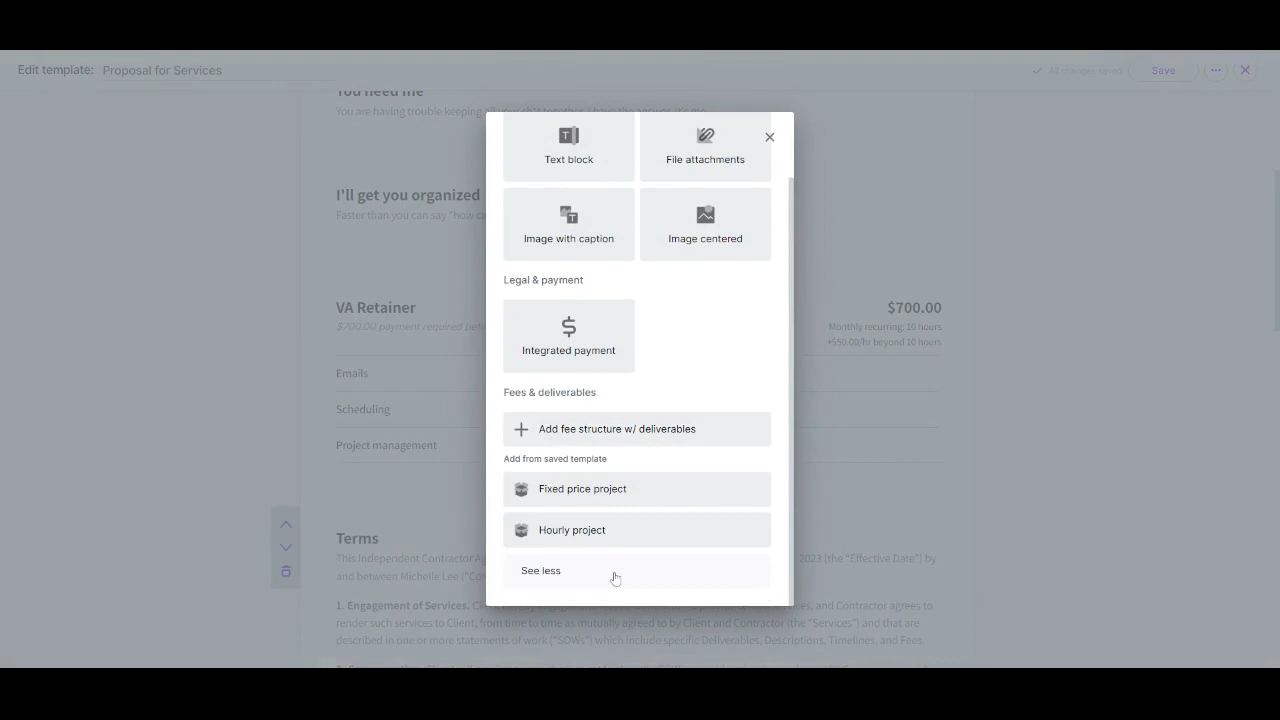 Edit template: Proposal for Services
All changes saved
Save
You need me
You are having trouble keeping all your sh*t together. I have the answer. It's me.
Text block
File attachments
I'll get you organized
Faster than you can say "how
Image with caption
Image centered
Legal & payment
VA Retainer
$700.00
$700.00 payment required
Monthly recurring: 10 hours
+$50.00/hr beyond 10 hours
Integrated payment
Emails
Fees & deliverables
Scheduling
Add fee structure w/ deliverables
Project management
Add from saved template
Fixed price project
Hourly project
Terms
This Independent Contractor
2023 (the "Effective Date") by
and between Michelle Lee
See less
1. Engagement of Services.
Services, and Contractor agrees to
render such services to Client, from time to time as mutually agreed to by Client and Contractor (the "Services") and that are
described in one or more statements of work ("SOWs") which include specific Deliverables, Descriptions, Timelines, and Fees.